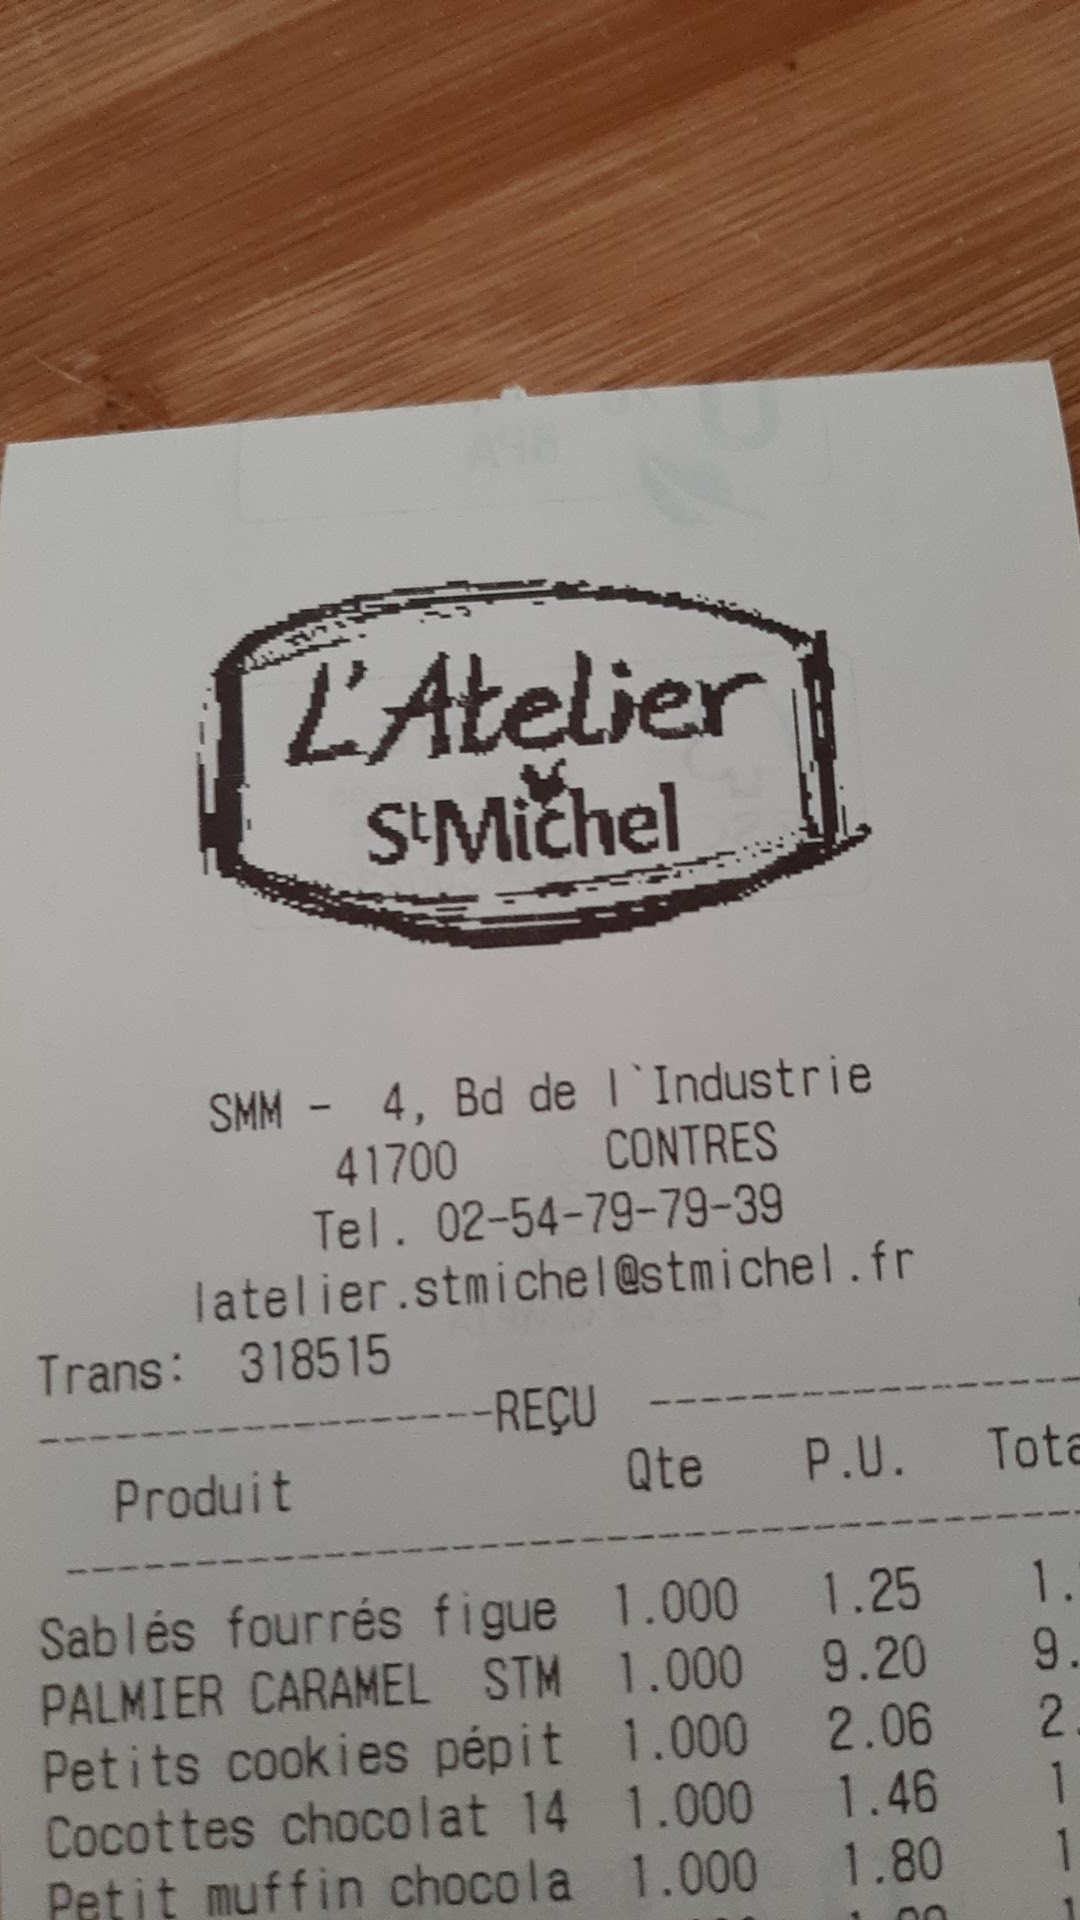 L'Atelier
St Michel
SMM - 4, Bd de l`Industrie
41700 CONTRES
Tel. 02-54-79-79-39
latelier.stmichel@stmichel.fr
Trans: 318515
REÇU
Produit Qte P.U.
Sablés fourrés figue 1.000 1.25
PALMIER CARAMEL STM 1.000 9.20
Petits cookies pépit 1.000 2.06
Cocottes chocolat 14 1.000 1.46
Petit muffin chocola 1.000 1.80